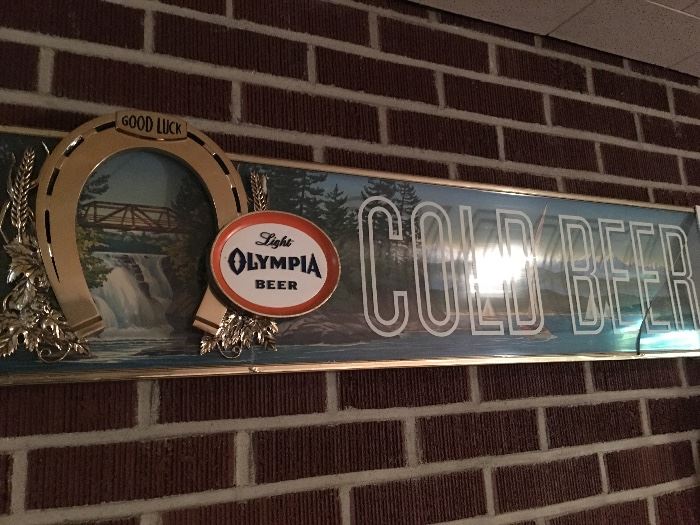 GOOD LUCK
Light
OLYMPIA
BEER
COLD BEER